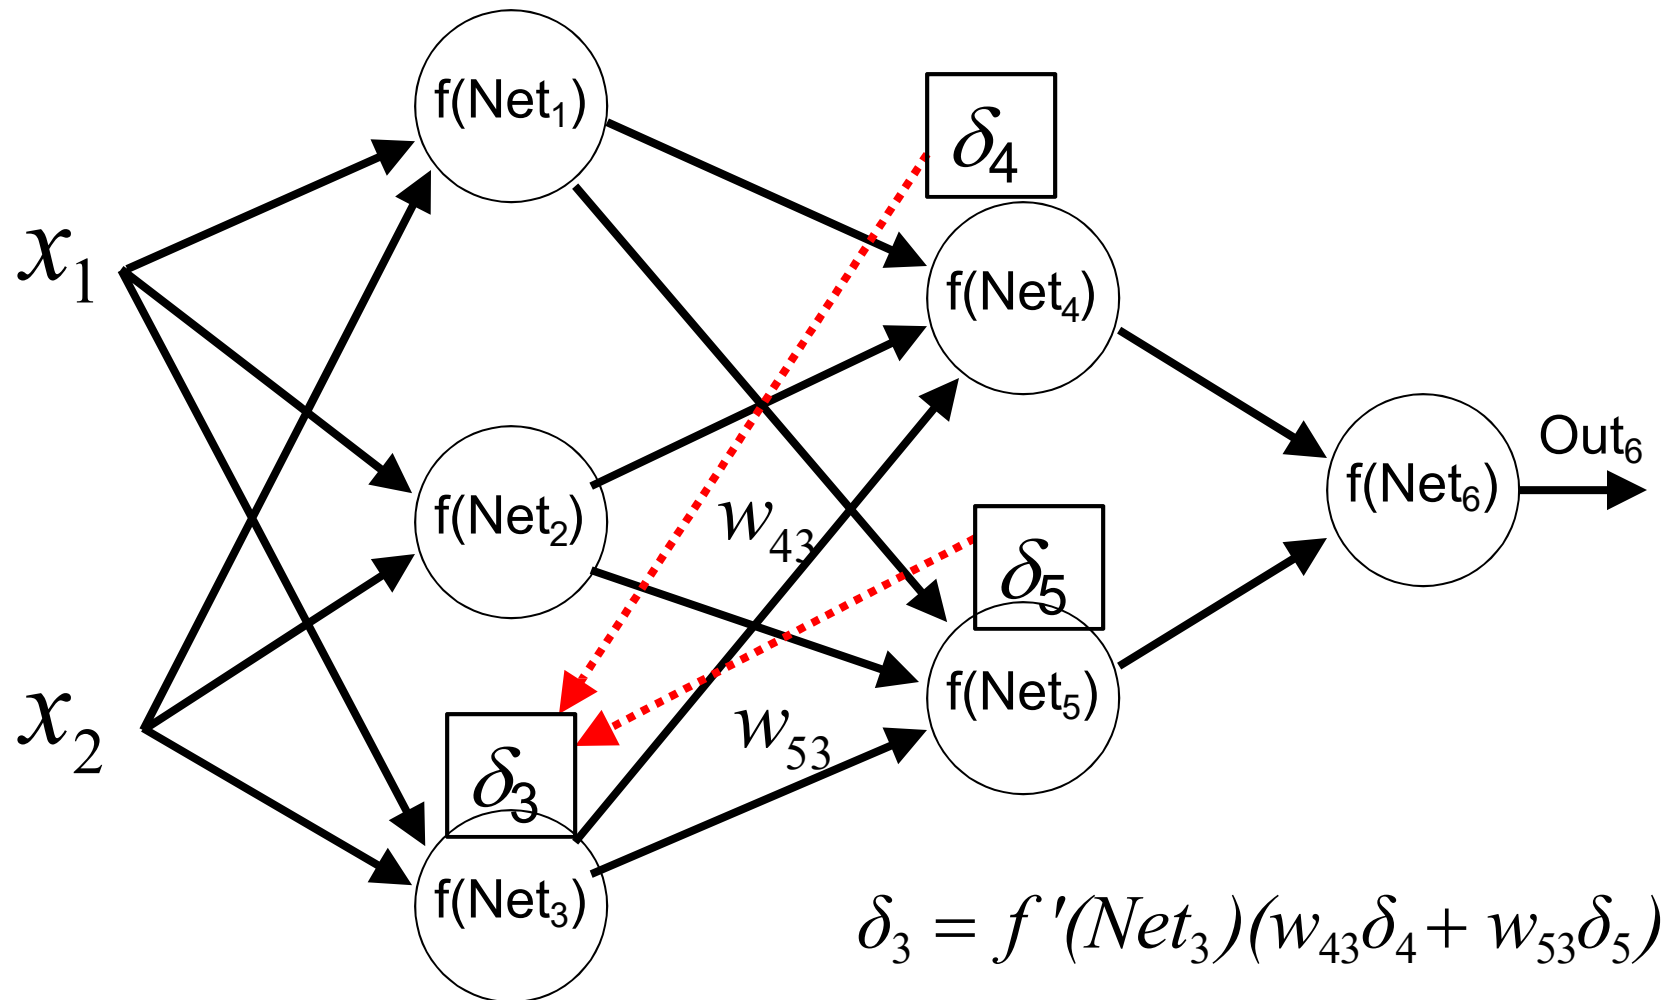 f(Net₁)
δ₄
x₁
f(Net₄)
Out₆
f(Net₆)
f(Net₂)
w₄₃
δ₅
x₂
f(Net₅)
w₅₃
δ₃
f(Net₃)
δ₃ = f '(Net₃)(w₄₃δ₄ + w₅₃δ₅)